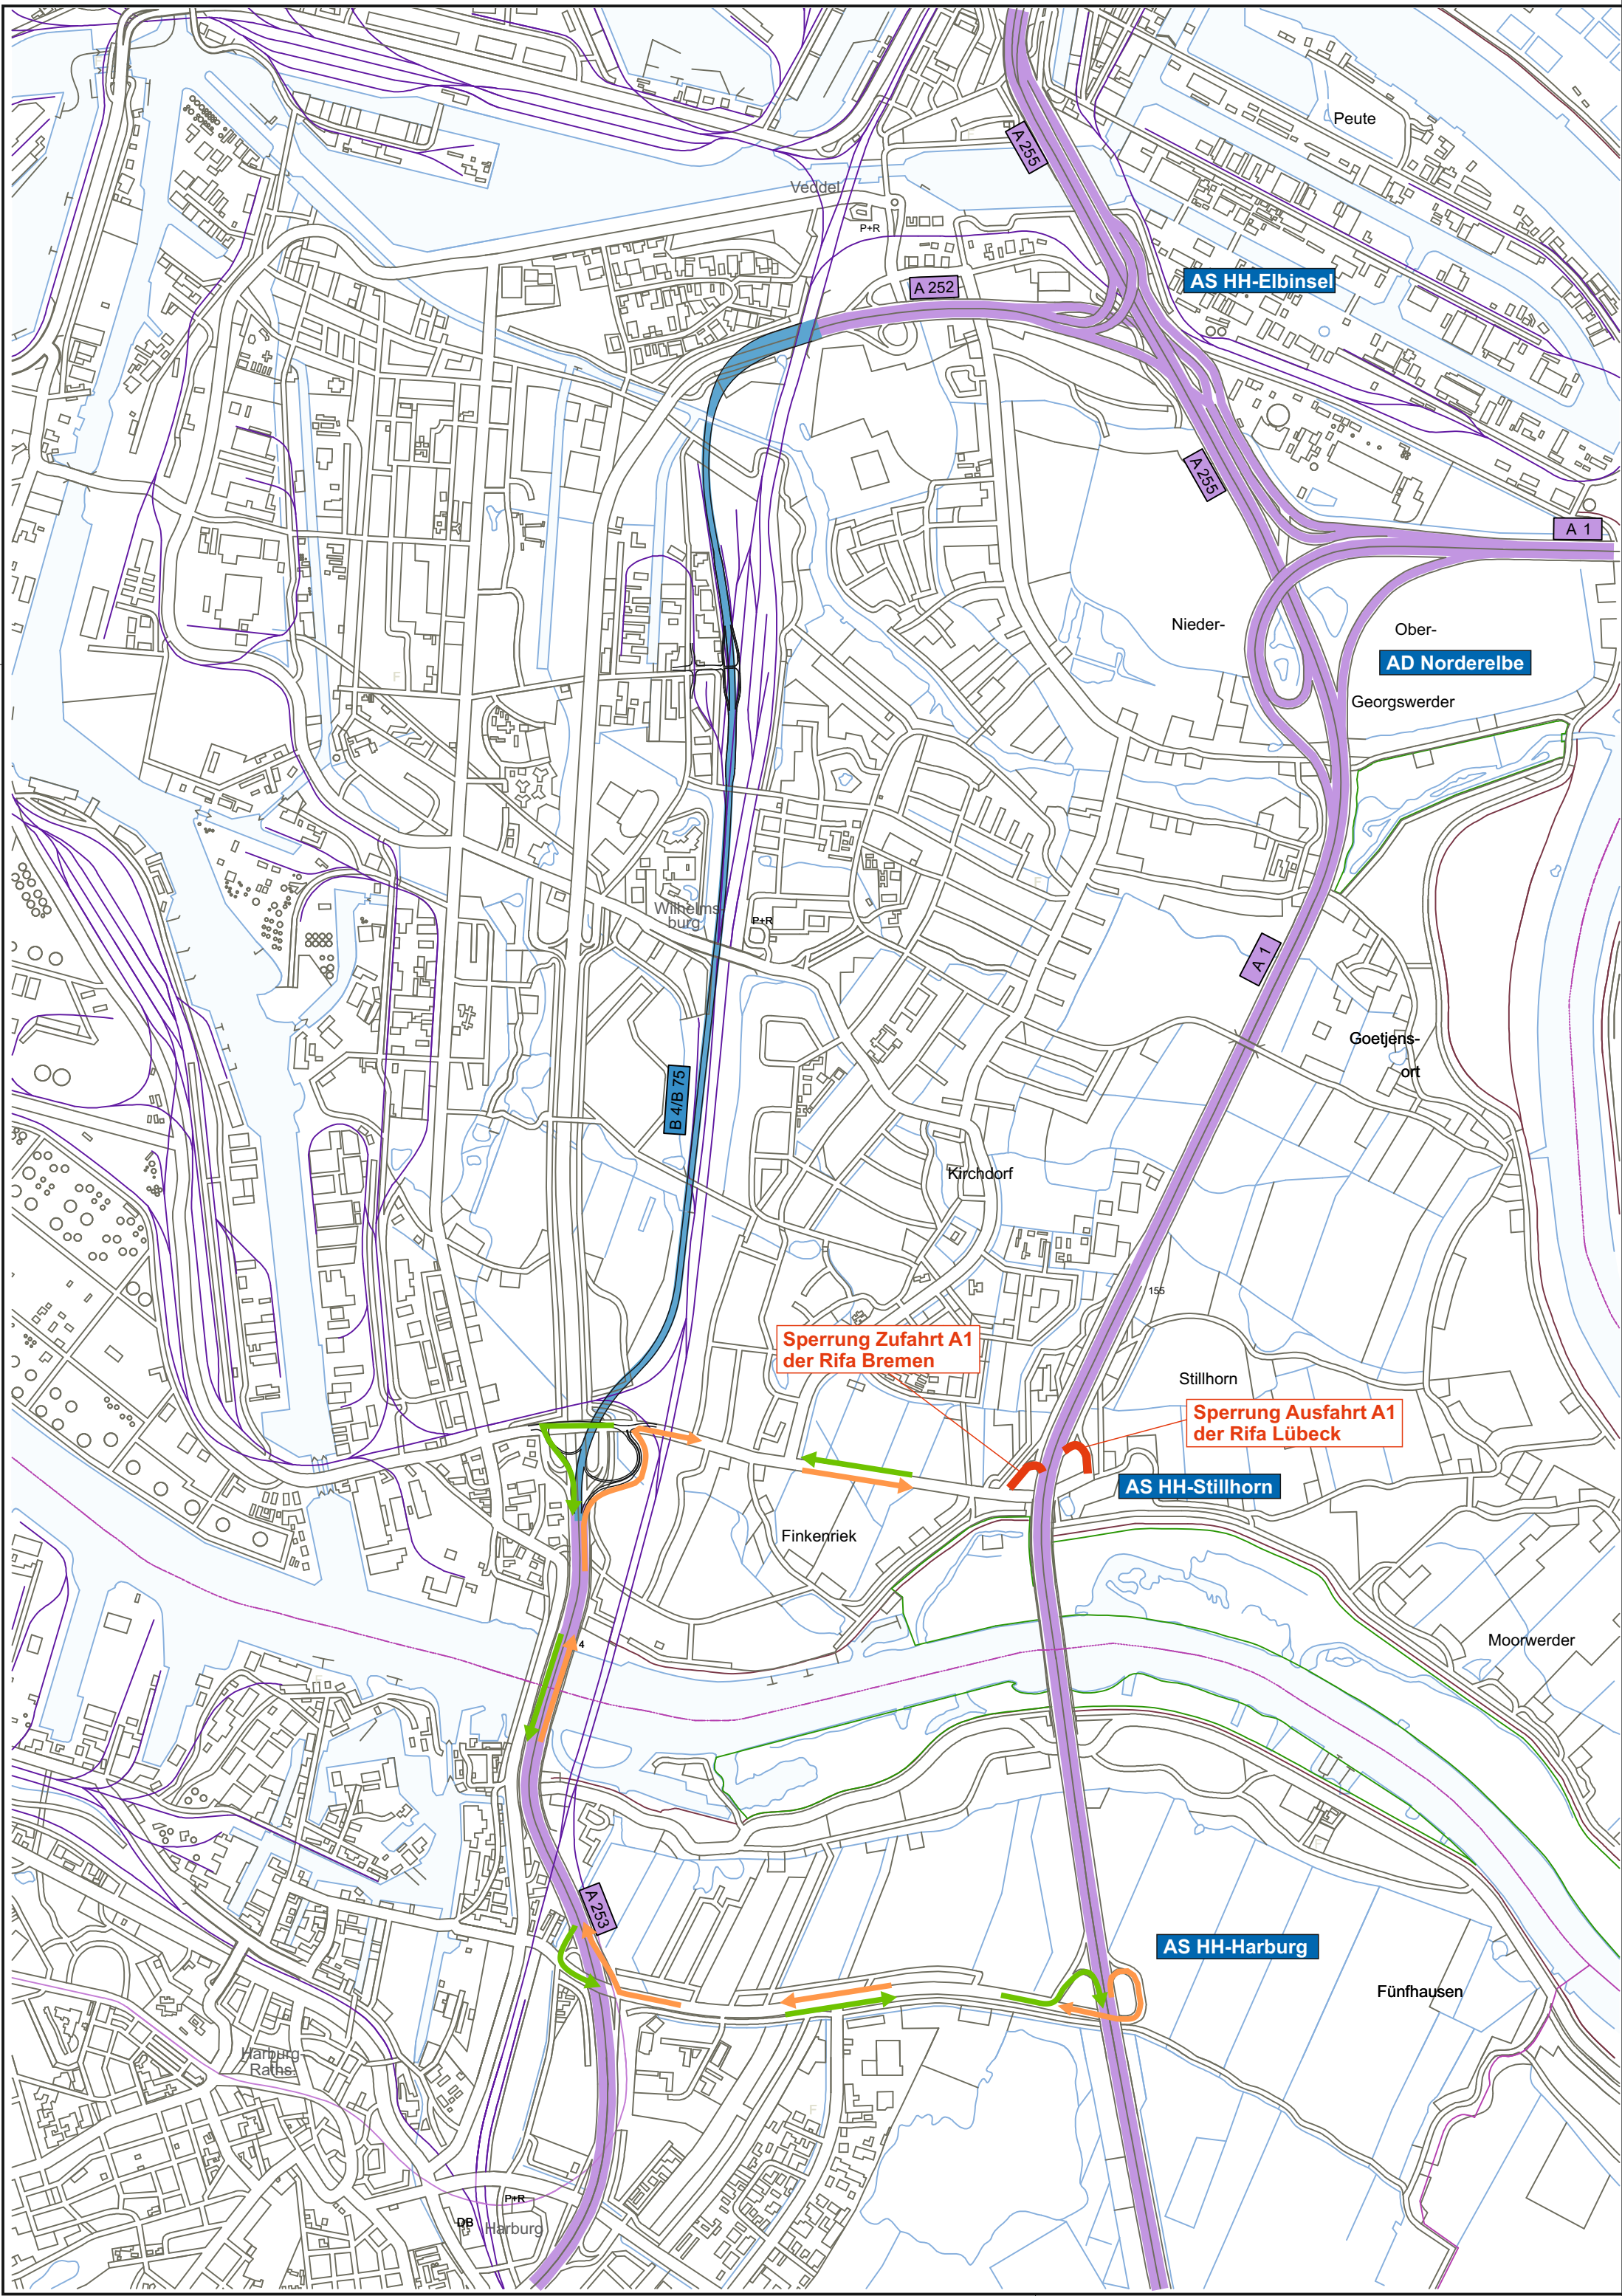 Peute
A 255
Veddel
P+R
AS HH-Elbinsel
A 252
A 255
A 1
Nieder-
Ober-
AD Norderelbe
Georgswerder
F
F
Wilhelms-
burg
P+R
A 1
Goetjens-
ort
B 4/B 75
Kirchdorf
155
Sperrung Zufahrt A1
der Rifa Bremen
Stillhorn
Sperrung Ausfahrt A1
der Rifa Lübeck
AS HH-Stillhorn
Finkenriek
4
Moorwerder
F
F
A 253
AS HH-Harburg
Fünfhausen
Harburg-
Raths.
F
P+R
DB
Harburg